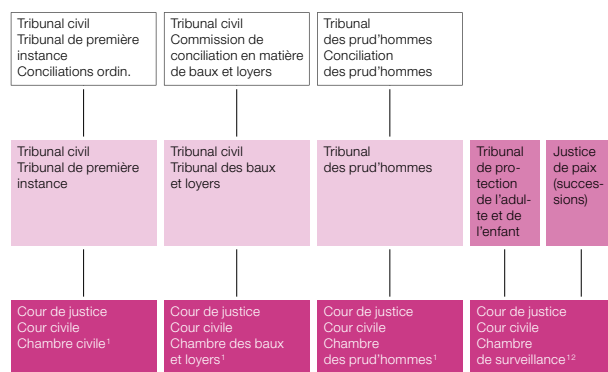 Tribunal civil
Tribunal de première
instance
Conciliations ordin.
Tribunal civil
Commission de
conciliation en matière
de baux et loyers
Tribunal
des prud'hommes
Conciliation
des prud'hommes
Tribunal civil
Tribunal de première
instance
Tribunal civil
Tribunal des baux
et loyers
Tribunal
des prud'hommes
Tribunal
de pro-
tection
de l'adul-
te et de
l'enfant
Justice
de paix
(succes-
sions)
Cour de justice
Cour civile
Chambre civile¹
Cour de justice
Cour civile
Chambre des baux
et loyers¹
Cour de justice
Cour civile
Chambre
des prud'hommes¹
Cour de justice
Cour civile
Chambre
de surveillance¹²